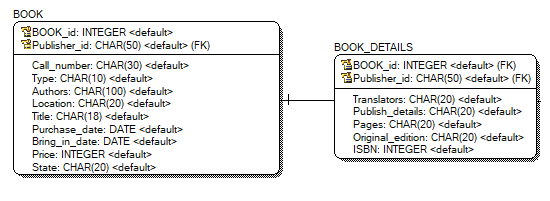 BOOK
BOOK_id: INTEGER <default>
Publisher_id: CHAR(50) <default> (FK)
Call_number: CHAR(30) <default>
Type: CHAR(10) <default>
Authors: CHAR(100) <default>
Location: CHAR(20) <default>
Title: CHAR(18) <default>
Purchase_date: DATE <default>
Bring_in_date: DATE <default>
Price: INTEGER <default>
State: CHAR(20) <default>
BOOK_DETAILS
BOOK_id: INTEGER <default> (FK)
Publisher_id: CHAR(50) <default> (FK)
Translators: CHAR(20) <default>
Publish_details: CHAR(20) <default>
Pages: CHAR(20) <default>
Original_edition: CHAR(20) <default>
ISBN: INTEGER <default>